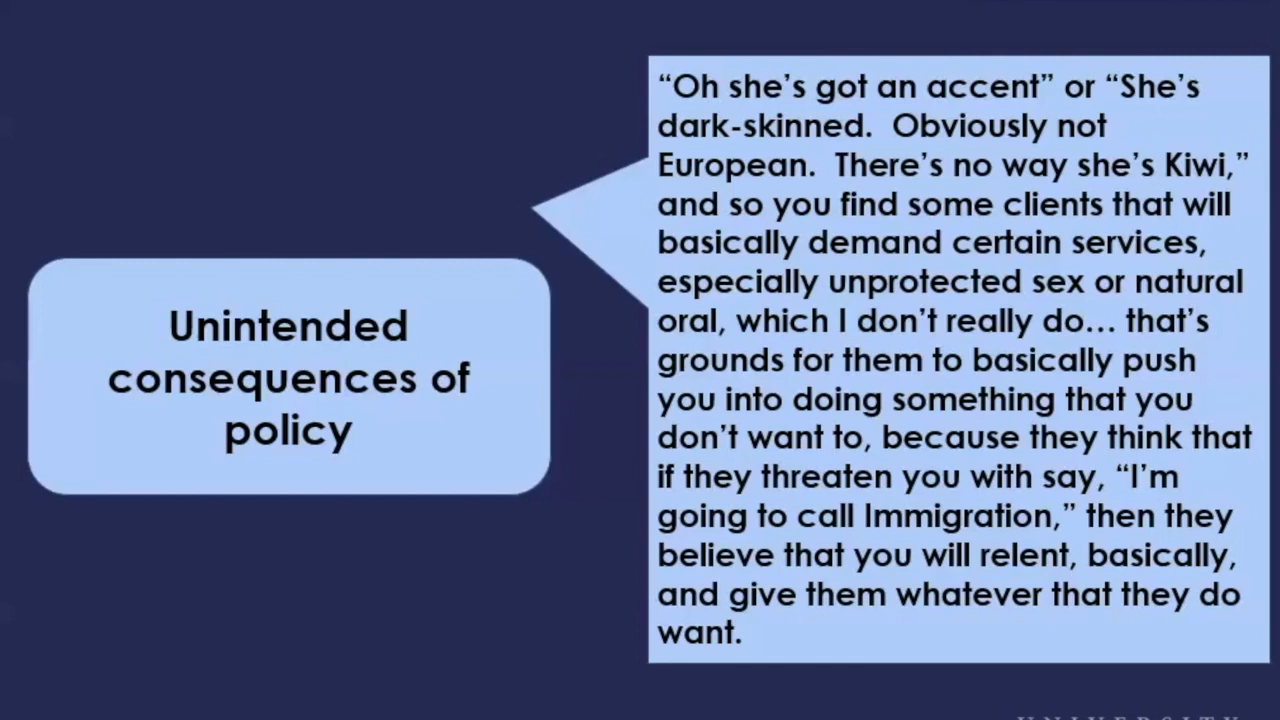 Unintended
consequences of
policy
“Oh she’s got an accent” or “She’s
dark-skinned.  Obviously not
European.  There’s no way she’s Kiwi,”
and so you find some clients that will
basically demand certain services,
especially unprotected sex or natural
oral, which I don’t really do… that’s
grounds for them to basically push
you into doing something that you
don’t want to, because they think that
if they threaten you with say, “I’m
going to call Immigration,” then they
believe that you will relent, basically,
and give them whatever that they do
want.
UNIVERSITY